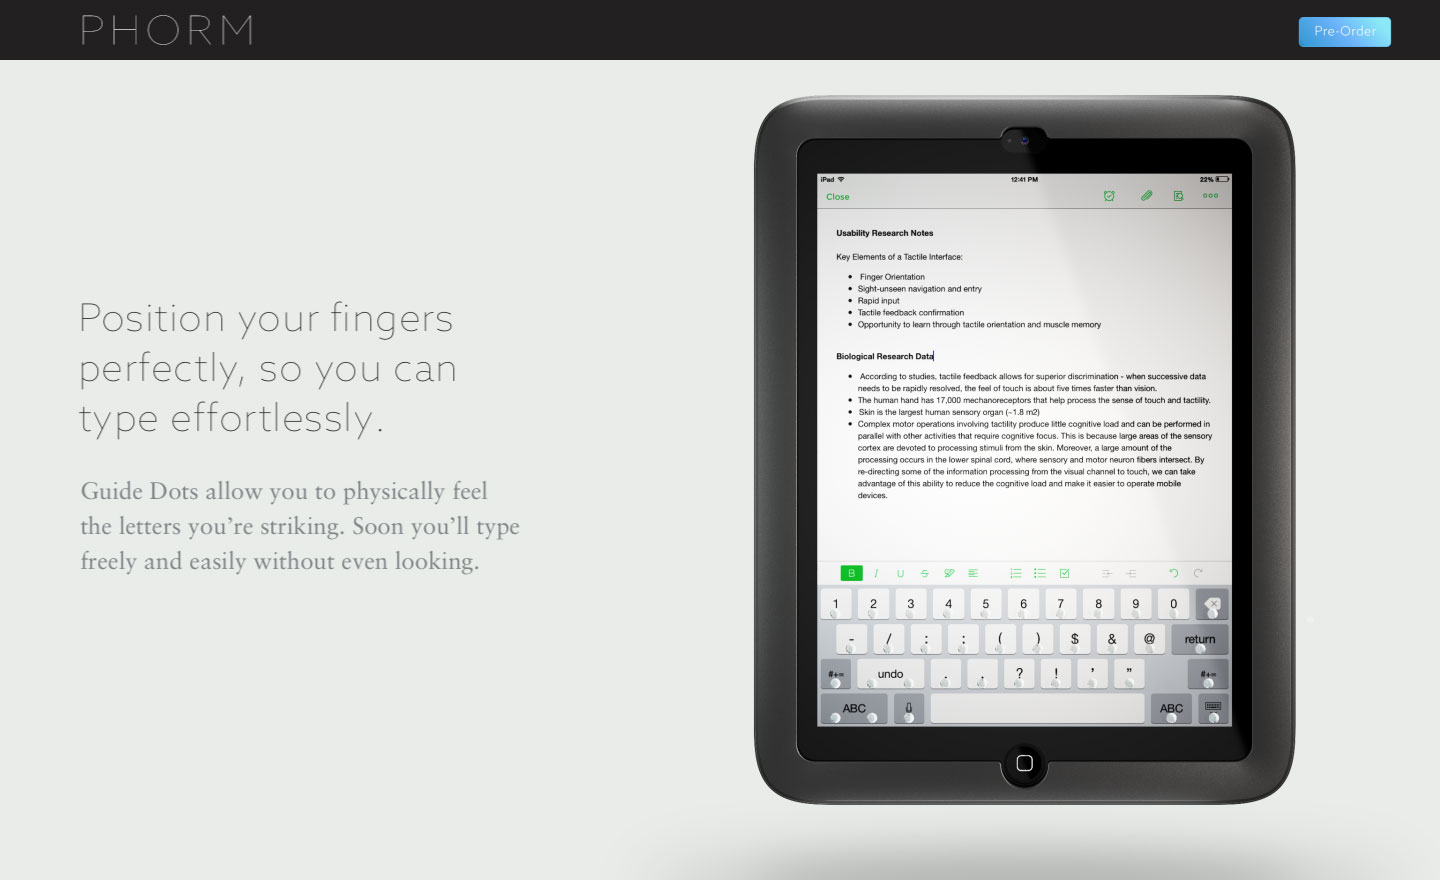 PHORM
Pre-Order
Position your fingers
perfectly, so you can
type effortlessly.
Guide Dots allow you to physically feel
the letters you’re striking. Soon you’ll type
freely and easily without even looking.
iPad 12:41 PM 22%
Close
Usability Research Notes
Key Elements of a Tactile Interface:
• Finger Orientation
• Sight-unseen navigation and entry
• Rapid input
• Tactile feedback confirmation
• Opportunity to learn through tactile orientation and muscle memory
Biological Research Data
• According to studies, tactile feedback allows for superior discrimination - when successive data
needs to be rapidly resolved, the feel of touch is about five times faster than vision.
• The human hand has 17,000 mechanoreceptors that help process the sense of touch and tactility.
• Skin is the largest human sensory organ (~1.8 m2)
• Complex motor operations involving tactility produce little cognitive load and can be performed in
parallel with other activities that require cognitive focus. This is because large areas of the sensory
cortex are devoted to processing stimuli from the skin. Moreover, a large amount of the
processing occurs in the lower spinal cord, where sensory and motor neuron fibers intersect. By
re-directing some of the information processing from the visual channel to touch, we can take
advantage of this ability to reduce the cognitive load and make it easier to operate mobile
devices.
B I U S
1 2 3 4 5 6 7 8 9 0
- / : ; ( ) $ & @ return
#+= undo . , ? ! ’ ” #+=
ABC ABC